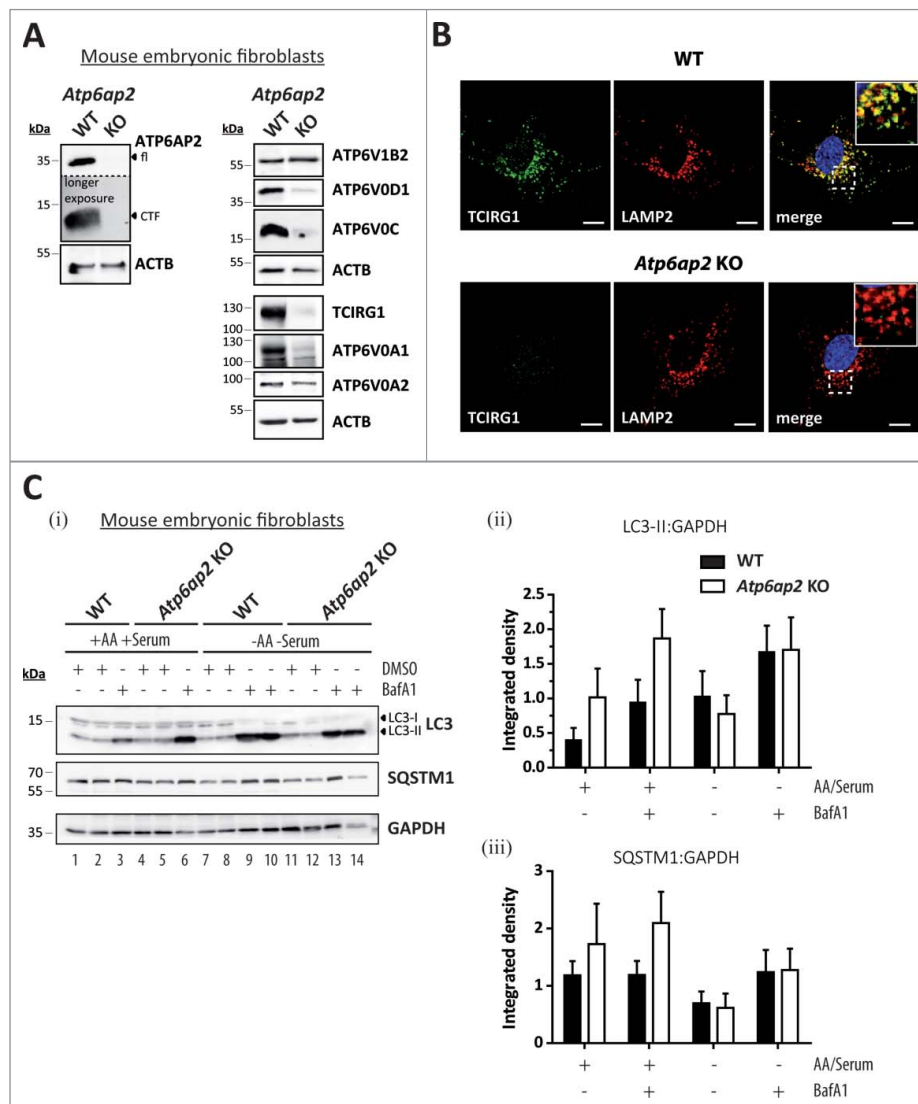 A
Mouse embryonic fibroblasts
Atp6ap2
kDa
WT KO
ATP6AP2
35
fl
longer
exposure
15
CTF
55
ACTB
Atp6ap2
kDa
WT KO
55
ATP6V1B2
ATP6V0D1
35
ATP6V0C
15
55
ACTB
130
TCIRG1
100
130
ATP6V0A1
100
100
ATP6V0A2
55
ACTB
B
WT
TCIRG1 LAMP2 merge
Atp6ap2 KO
TCIRG1 LAMP2 merge
C
(i) Mouse embryonic fibroblasts
WT Atp6ap2 KO WT Atp6ap2 KO
+AA +Serum -AA -Serum
+ + - + + - + + - - + + - - DMSO
kDa
- - + - - + - - + + - - + + BafA1
15
LC3-I
LC3
LC3-II
70
SQSTM1
55
35
GAPDH
1 2 3 4 5 6 7 8 9 10 11 12 13 14
(ii) LC3-II:GAPDH
WT
Atp6ap2 KO
Integrated density
2.5
2.0
1.5
1.0
0.5
0.0
+ + - - AA/Serum
- + - + BafA1
(iii) SQSTM1:GAPDH
Integrated density
3
2
1
0
+ + - - AA/Serum
- + - + BafA1